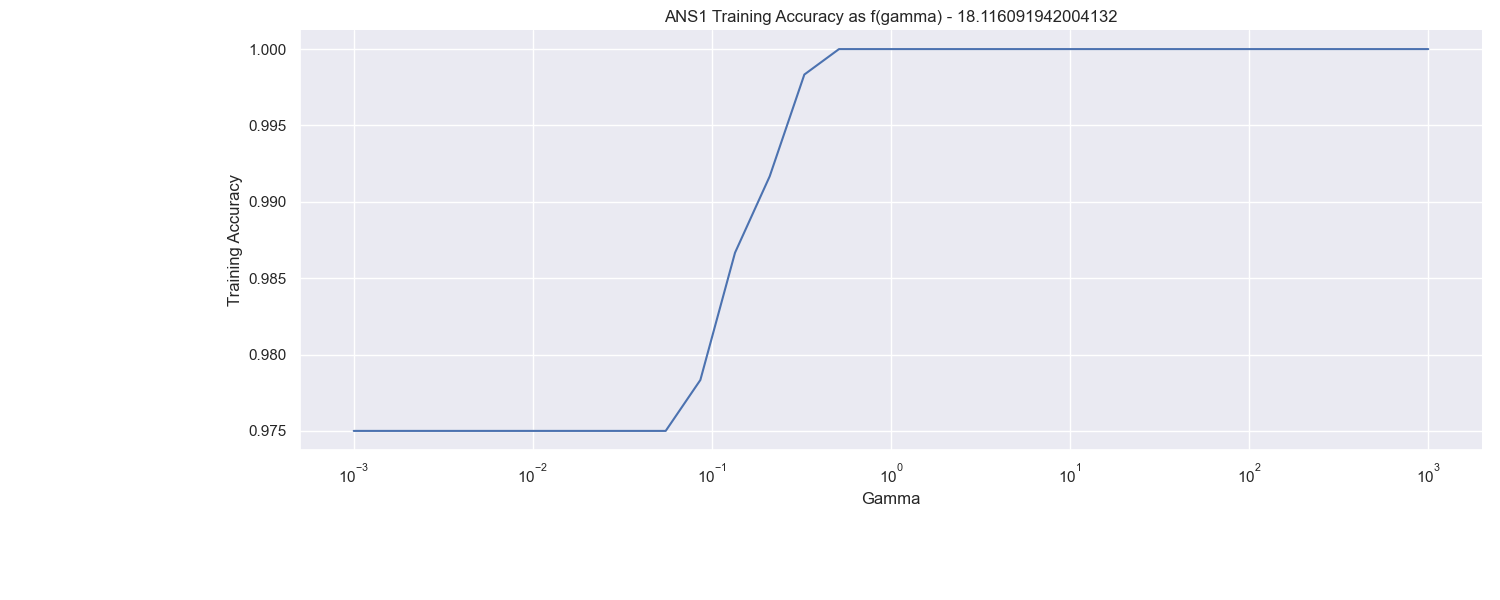 ANS1 Training Accuracy as f(gamma) - 18.116091942004132
1.000
0.995
0.990
0.985
0.980
0.975
Training Accuracy
10⁻³ 10⁻² 10⁻¹ 10⁰ 10¹ 10² 10³
Gamma